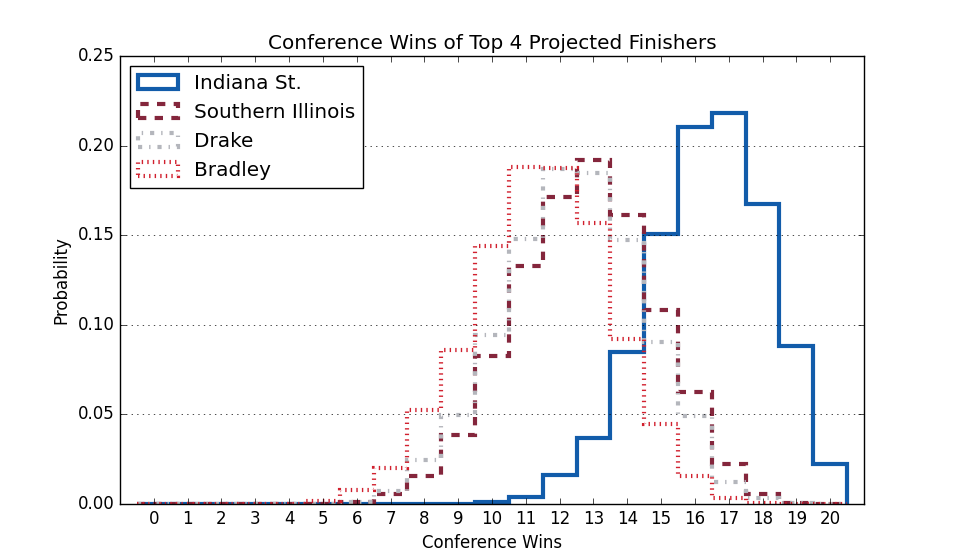 Conference Wins of Top 4 Projected Finishers
0.25
0.20
0.15
0.10
0.05
0.00
Probability
Indiana St.
Southern Illinois
Drake
Bradley
0 1 2 3 4 5 6 7 8 9 10 11 12 13 14 15 16 17 18 19 20
Conference Wins